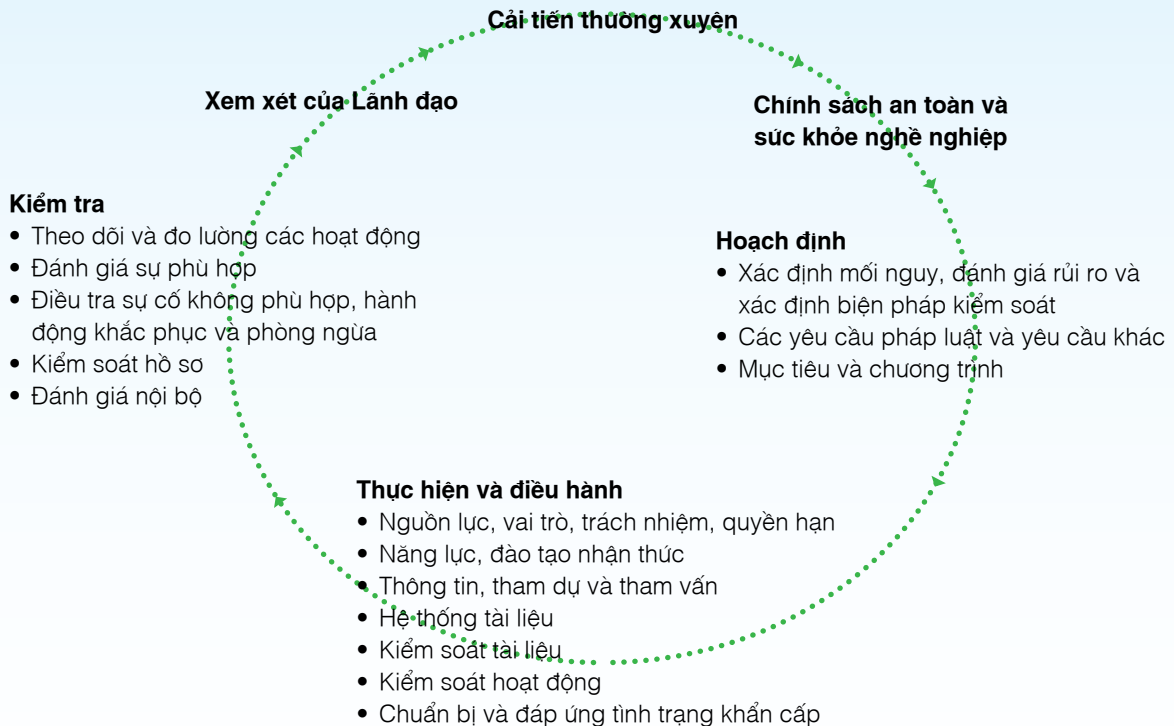 Cải tiến thường xuyên
Xem xét của Lãnh đạo
Chính sách an toàn và
sức khỏe nghề nghiệp
Kiểm tra
• Theo dõi và đo lường các hoạt động
• Đánh giá sự phù hợp
• Điều tra sự cố không phù hợp, hành
động khắc phục và phòng ngừa
• Kiểm soát hồ sơ
• Đánh giá nội bộ
Hoạch định
• Xác định mối nguy, đánh giá rủi ro và
xác định biện pháp kiểm soát
• Các yêu cầu pháp luật và yêu cầu khác
• Mục tiêu và chương trình
Thực hiện và điều hành
• Nguồn lực, vai trò, trách nhiệm, quyền hạn
• Năng lực, đào tạo nhận thức
• Thông tin, tham dự và tham vấn
• Hệ thống tài liệu
• Kiểm soát tài liệu
• Kiểm soát hoạt động
• Chuẩn bị và đáp ứng tình trạng khẩn cấp